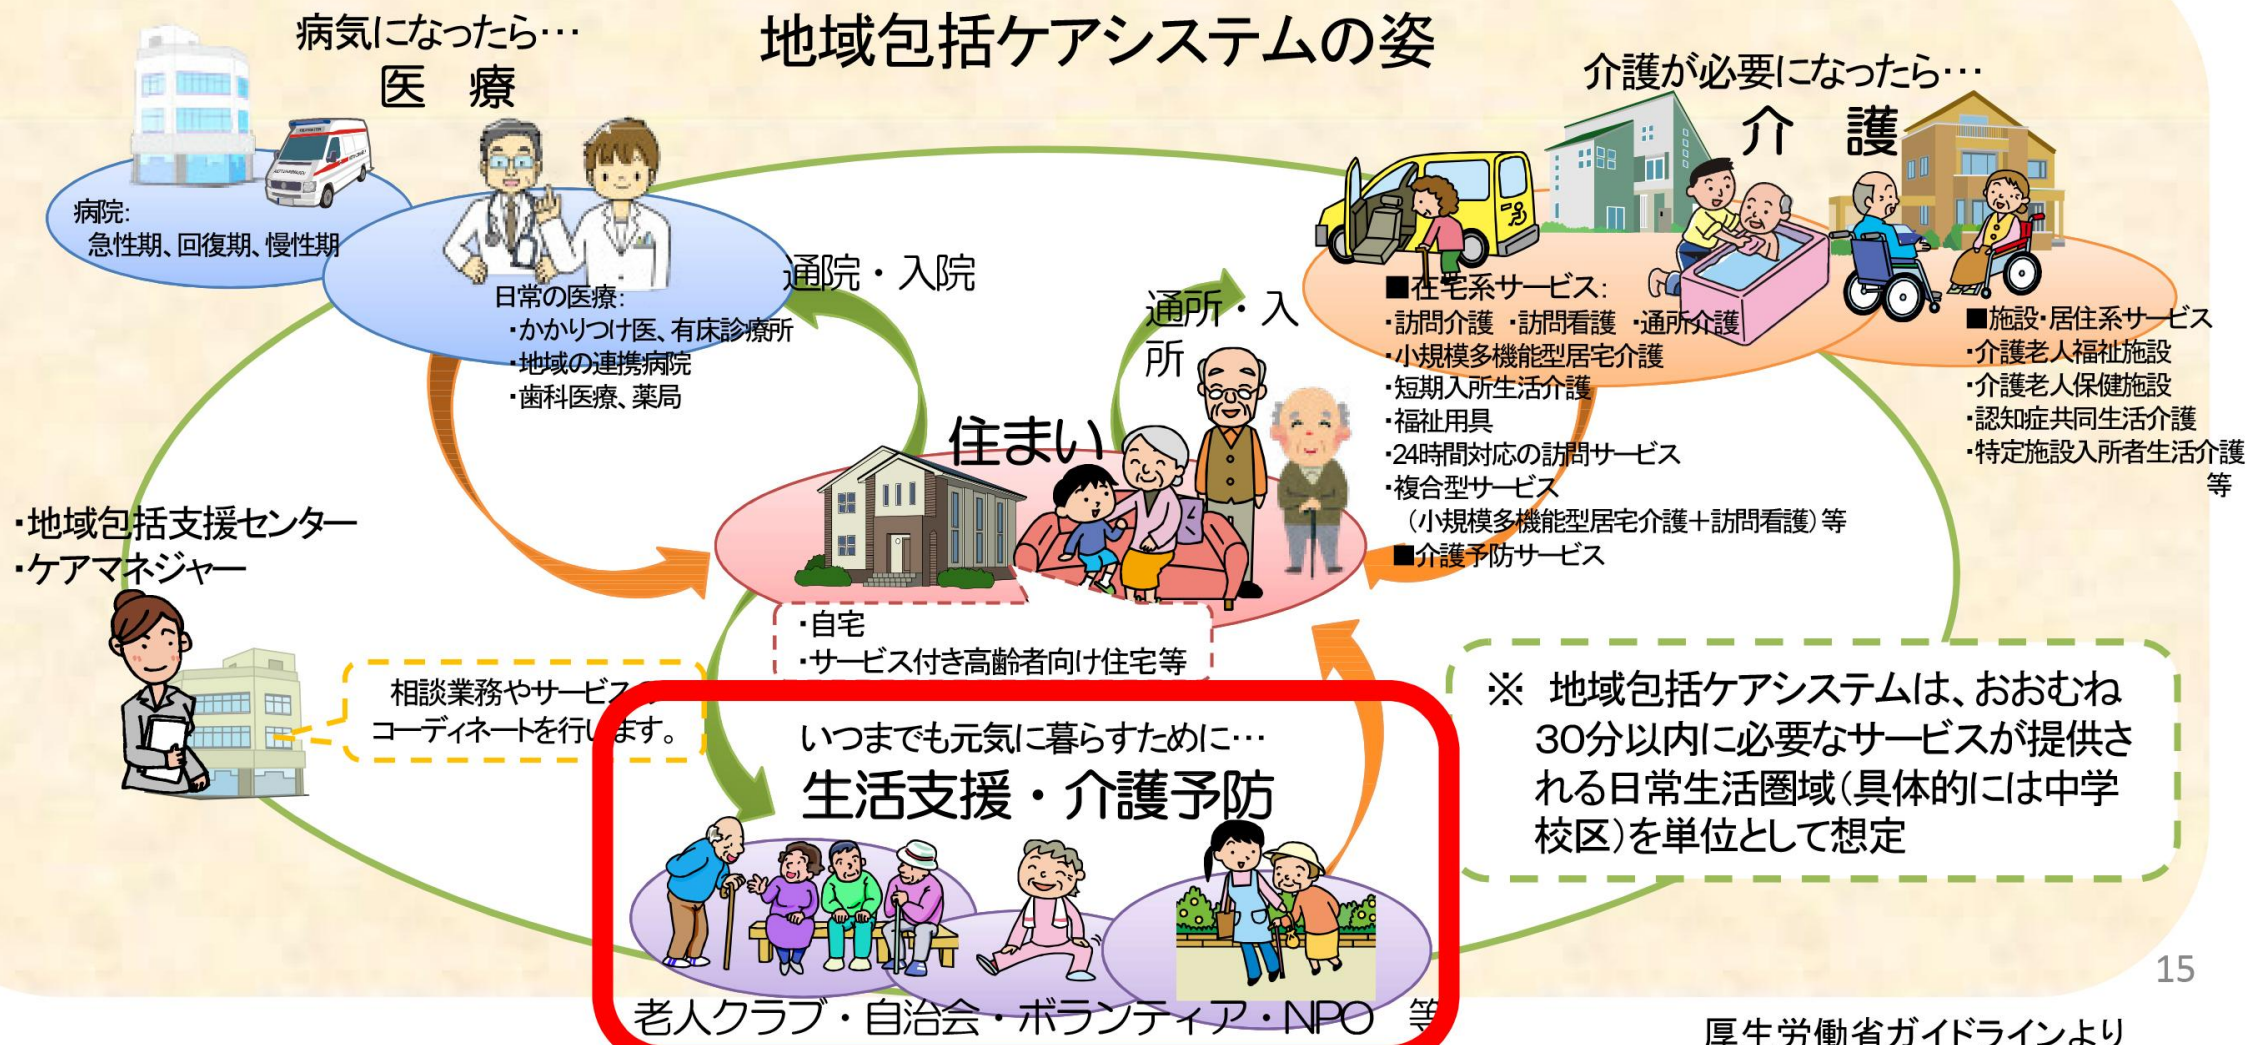 地域包括ケアシステムの姿
病気になったら…
医 療
病院:
急性期、回復期、慢性期
日常の医療:
・かかりつけ医、有床診療所
・地域の連携病院
・歯科医療、薬局
通院・入院
通所・入
所
介護が必要になったら…
介 護
■在宅系サービス:
・訪問介護 ・訪問看護 ・通所介護
・小規模多機能型居宅介護
・短期入所生活介護
・福祉用具
・24時間対応の訪問サービス
・複合型サービス
（小規模多機能型居宅介護＋訪問看護）等
■介護予防サービス
■施設・居住系サービス
・介護老人福祉施設
・介護老人保健施設
・認知症共同生活介護
・特定施設入所者生活介護
等
住まい
・自宅
・サービス付き高齢者向け住宅等
・地域包括支援センター
・ケアマネジャー
相談業務やサービス
コーディネートを行います。
いつまでも元気に暮らすために…
生活支援・介護予防
老人クラブ・自治会・ボランティア・NPO 等
※ 地域包括ケアシステムは、おおむね
30分以内に必要なサービスが提供さ
れる日常生活圏域（具体的には中学
校区）を単位として想定
15
厚生労働省ガイドラインより